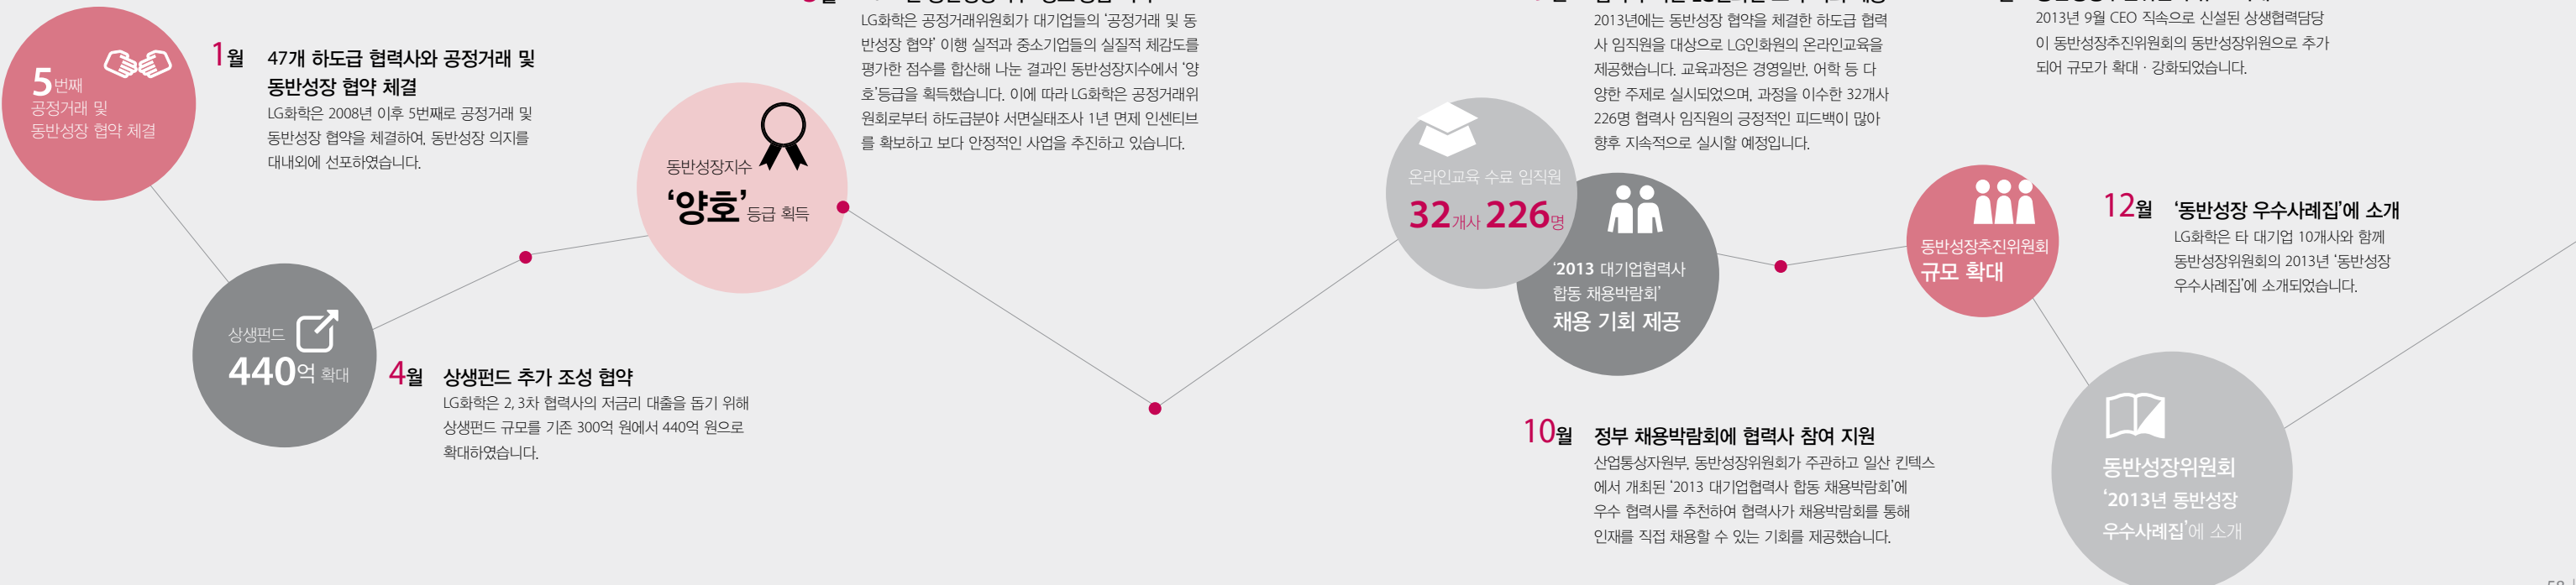 5번째
공정거래 및
동반성장 협약 체결
1월 47개 하도급 협력사와 공정거래 및
동반성장 협약 체결
LG화학은 2008년 이후 5번째로 공정거래 및
동반성장 협약을 체결하여, 동반성장 의지를
대내외에 선포하였습니다.
상생펀드
440억 확대
4월 상생펀드 추가 조성 협약
LG화학은 2, 3차 협력사의 저금리 대출을 돕기 위해
상생펀드 규모를 기존 300억 원에서 440억 원으로
확대하였습니다.
동반성장지수
‘양호’등급 획득
LG화학은 공정거래위원회가 대기업들의 ‘공정거래 및 동
반성장 협약’ 이행 실적과 중소기업들의 실질적 체감도를
평가한 점수를 합산해 나눈 결과인 동반성장지수에서 ‘양
호’등급을 획득했습니다. 이에 따라 LG화학은 공정거래위
원회로부터 하도급분야 서면실태조사 1년 면제 인센티브
를 확보하고 보다 안정적인 사업을 추진하고 있습니다.
온라인교육 수료 임직원
32개사 226명
2013년에는 동반성장 협약을 체결한 하도급 협력
사 임직원을 대상으로 LG인화원의 온라인교육을
제공했습니다. 교육과정은 경영일반, 어학 등 다
양한 주제로 실시되었으며, 과정을 이수한 32개사
226명 협력사 임직원의 긍정적인 피드백이 많아
향후 지속적으로 실시할 예정입니다.
‘2013 대기업협력사
합동 채용박람회’
채용 기회 제공
10월 정부 채용박람회에 협력사 참여 지원
산업통상자원부, 동반성장위원회가 주관하고 일산 킨텍스
에서 개최된 ‘2013 대기업협력사 합동 채용박람회’에
우수 협력사를 추천하여 협력사가 채용박람회를 통해
인재를 직접 채용할 수 있는 기회를 제공했습니다.
동반성장추진위원회
규모 확대
2013년 9월 CEO 직속으로 신설된 상생협력담당
이 동반성장추진위원회의 동반성장위원으로 추가
되어 규모가 확대 · 강화되었습니다.
12월 ‘동반성장 우수사례집’에 소개
LG화학은 타 대기업 10개사와 함께
동반성장위원회의 2013년 ‘동반성장
우수사례집’에 소개되었습니다.
동반성장위원회
‘2013년 동반성장
우수사례집’에 소개